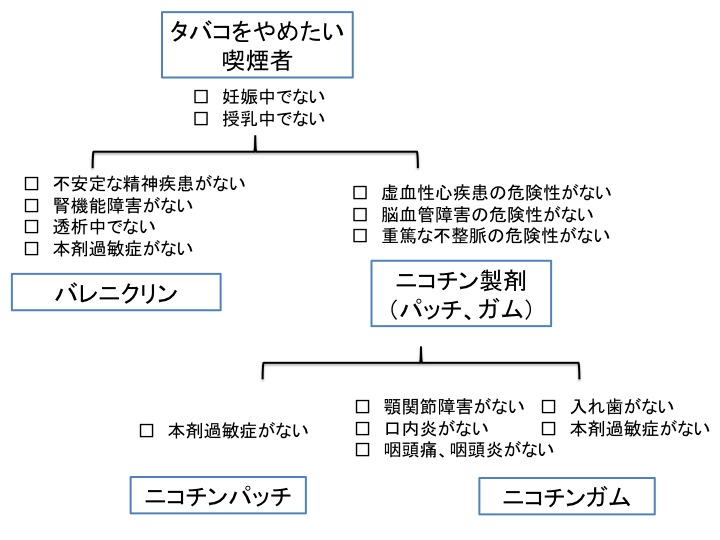 タバコをやめたい
喫煙者
□ 妊娠中でない
□ 授乳中でない
□ 不安定な精神疾患がない
□ 腎機能障害がない
□ 透析中でない
□ 本剤過敏症がない
バレニクリン
□ 虚血性心疾患の危険性がない
□ 脳血管障害の危険性がない
□ 重篤な不整脈の危険性がない
ニコチン製剤
（パッチ、ガム）
□ 本剤過敏症がない
ニコチンパッチ
□ 顎関節障害がない □ 入れ歯がない
□ 口内炎がない □ 本剤過敏症がない
□ 咽頭痛、咽頭炎がない
ニコチンガム